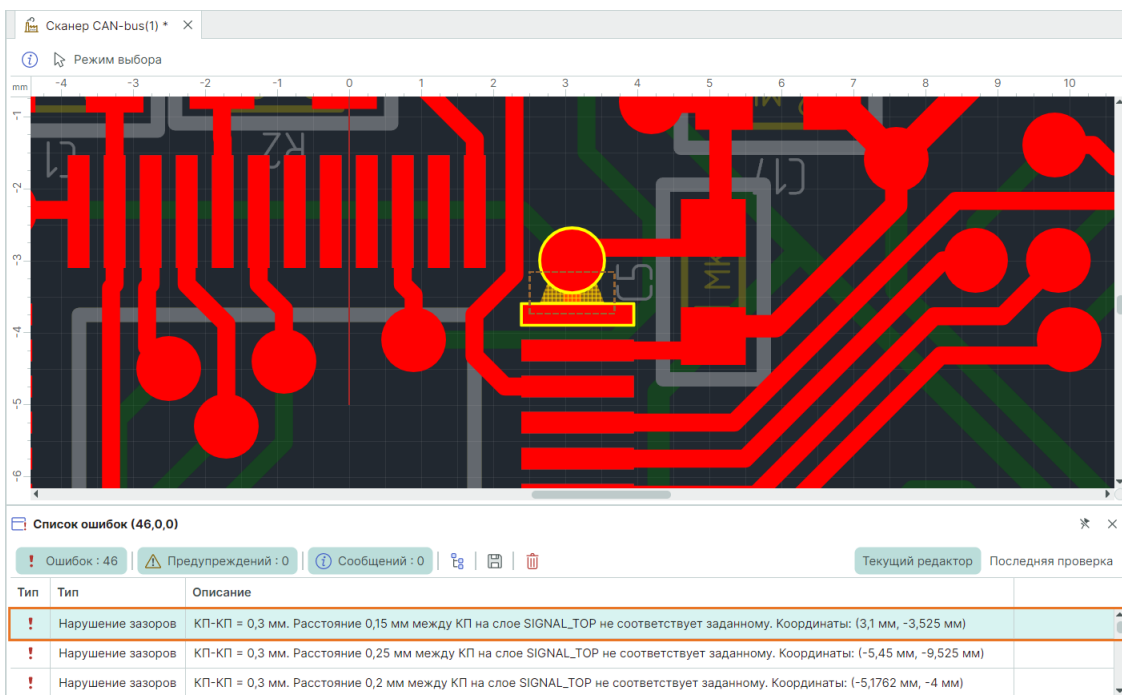 Сканер CAN-bus(1) *
Режим выбора
mm -4 -3 -2 -1 0 1 2 3 4 5 6 7 8 9 10
-1
-2
-3
-4
-5
-6
R2
C5
Список ошибок (46,0,0)
Ошибок : 46 Предупреждений : 0 Сообщений : 0 Текущий редактор Последняя проверка
Тип Тип Описание
Нарушение зазоров КП-КП = 0,3 мм. Расстояние 0,15 мм между КП на слое SIGNAL_TOP не соответствует заданному. Координаты: (3,1 мм, -3,525 мм)
Нарушение зазоров КП-КП = 0,3 мм. Расстояние 0,25 мм между КП на слое SIGNAL_TOP не соответствует заданному. Координаты: (-5,45 мм, -9,525 мм)
Нарушение зазоров КП-КП = 0,3 мм. Расстояние 0,2 мм между КП на слое SIGNAL_TOP не соответствует заданному. Координаты: (-5,1762 мм, -4 мм)